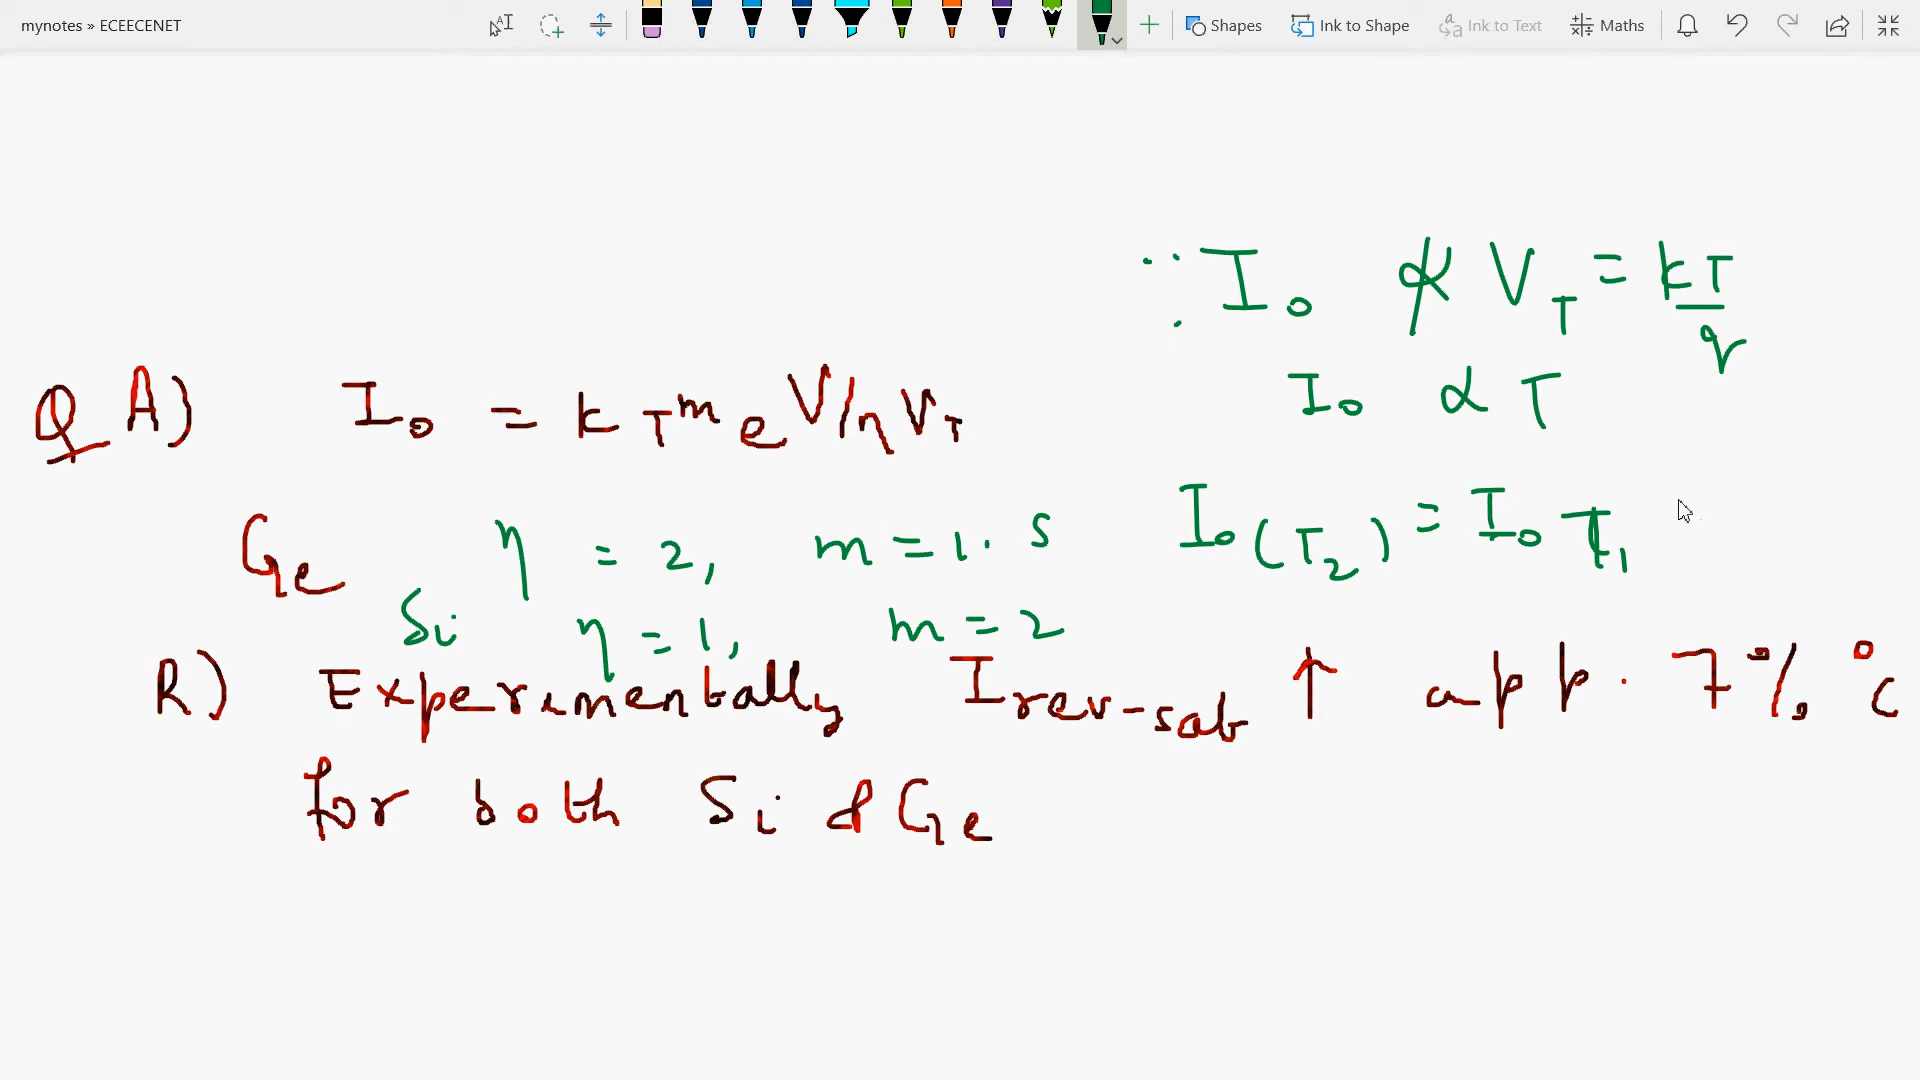 mynotes » ECEECENET
Shapes Ink to Shape Ink to Text Maths
∵ I₀ ∝̸ V_T = kT/q
I₀ ∝ T
Q A) I₀ = k T^m e^V/ηV_T
Ge η = 2, m = 1.5
I₀(T₂) = I₀ T₁
Si η = 1, m = 2
R) Experimentally I rev-sat ↑ app. 7% °C
for both Si & Ge